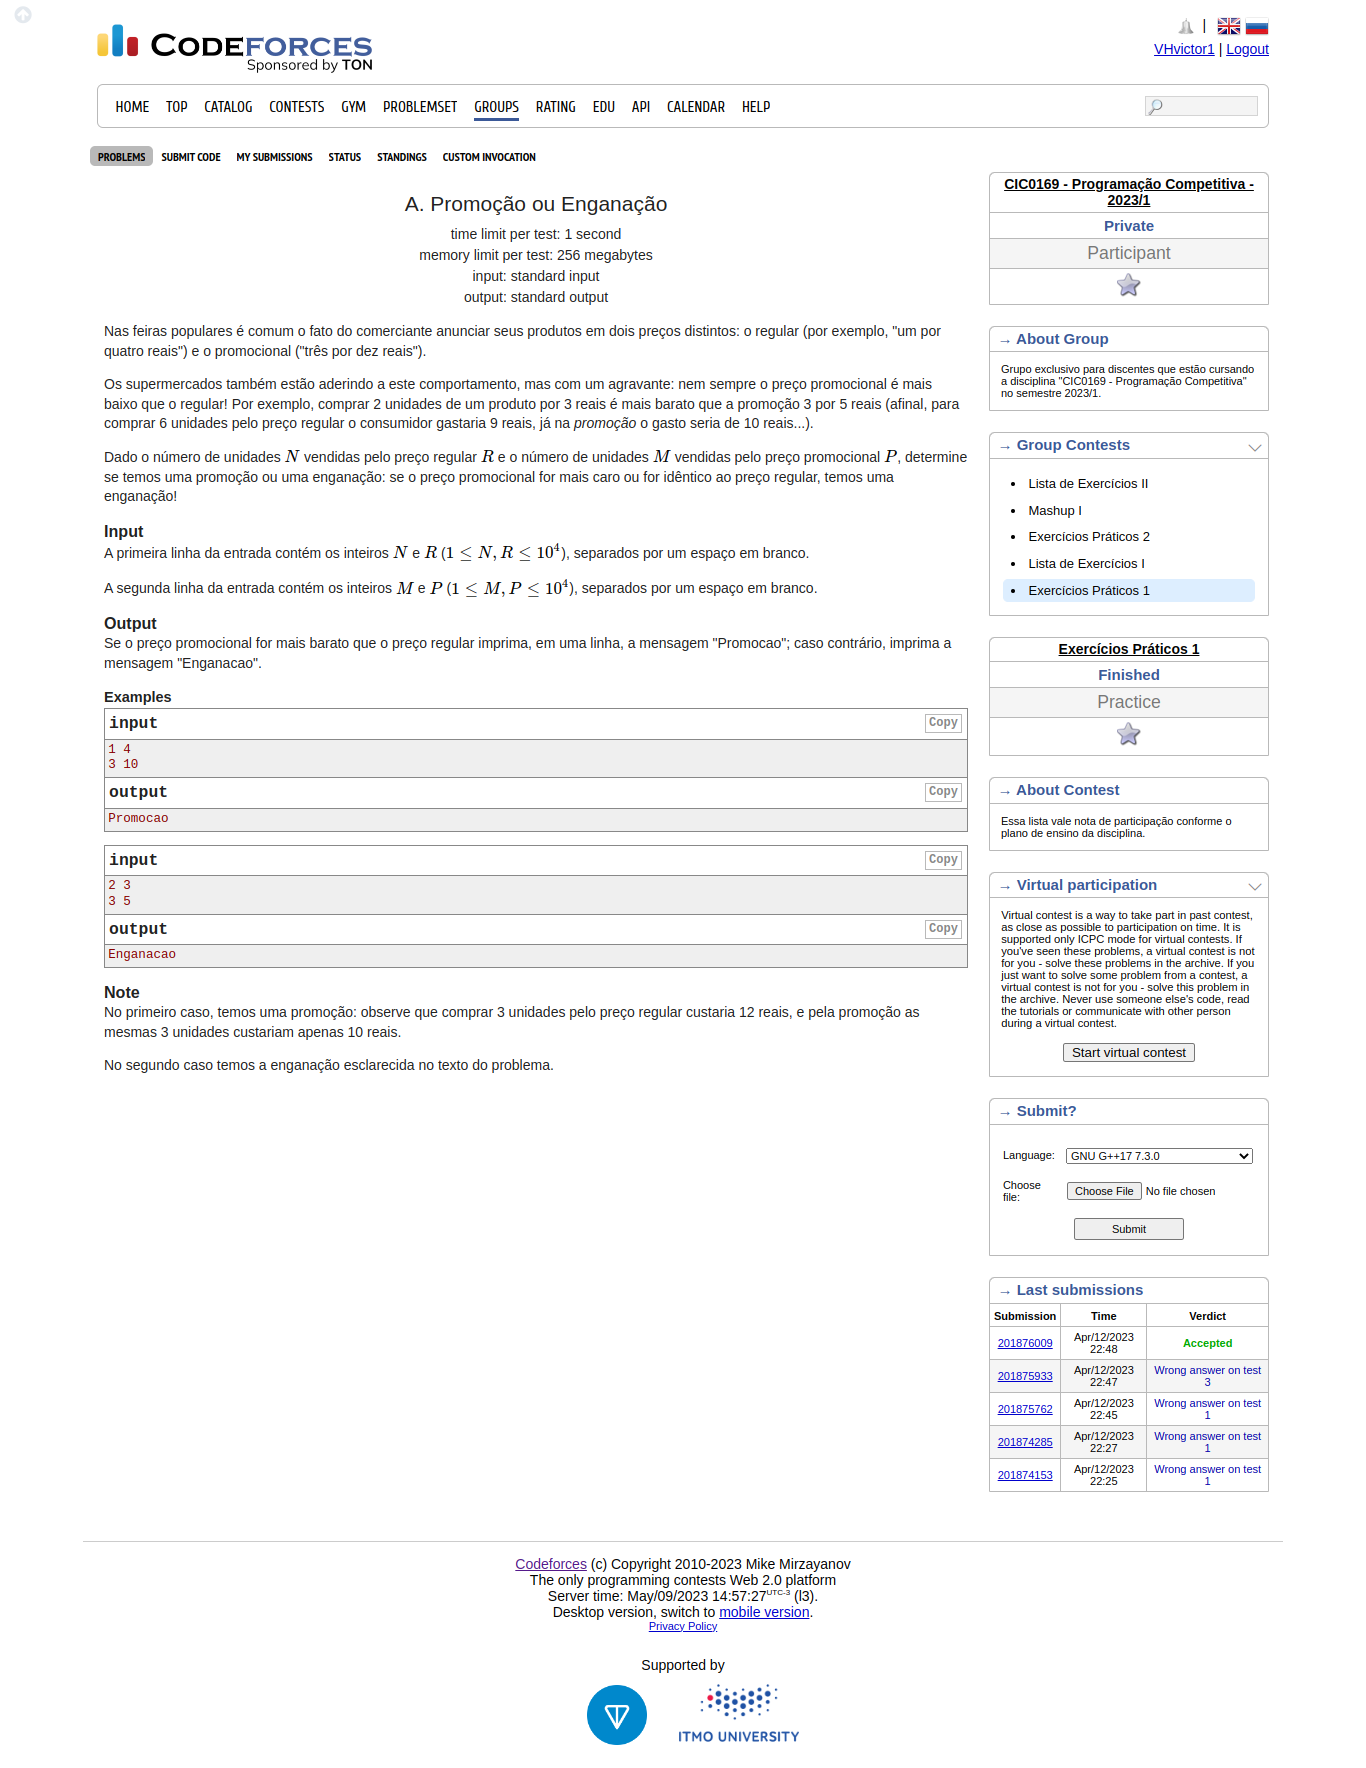 CODEFORCES
Sponsored by TON
|
VHvictor1 | Logout
HOME TOP CATALOG CONTESTS GYM PROBLEMSET GROUPS RATING EDU API CALENDAR HELP
PROBLEMS SUBMIT CODE MY SUBMISSIONS STATUS STANDINGS CUSTOM INVOCATION
A. Promoção ou Enganação
time limit per test: 1 second
memory limit per test: 256 megabytes
input: standard input
output: standard output
Nas feiras populares é comum o fato do comerciante anunciar seus produtos em dois preços distintos: o regular (por exemplo, "um por
quatro reais") e o promocional ("três por dez reais").
Os supermercados também estão aderindo a este comportamento, mas com um agravante: nem sempre o preço promocional é mais
baixo que o regular! Por exemplo, comprar 2 unidades de um produto por 3 reais é mais barato que a promoção 3 por 5 reais (afinal, para
comprar 6 unidades pelo preço regular o consumidor gastaria 9 reais, já na promoção o gasto seria de 10 reais...).
Dado o número de unidades N vendidas pelo preço regular R e o número de unidades M vendidas pelo preço promocional P, determine
se temos uma promoção ou uma enganação: se o preço promocional for mais caro ou for idêntico ao preço regular, temos uma
enganação!
Input
A primeira linha da entrada contém os inteiros N e R (1 ≤ N, R ≤ 10⁴), separados por um espaço em branco.
A segunda linha da entrada contém os inteiros M e P (1 ≤ M, P ≤ 10⁴), separados por um espaço em branco.
Output
Se o preço promocional for mais barato que o preço regular imprima, em uma linha, a mensagem "Promocao"; caso contrário, imprima a
mensagem "Enganacao".
Examples
input Copy
1 4
3 10
output Copy
Promocao
input Copy
2 3
3 5
output Copy
Enganacao
Note
No primeiro caso, temos uma promoção: observe que comprar 3 unidades pelo preço regular custaria 12 reais, e pela promoção as
mesmas 3 unidades custariam apenas 10 reais.
No segundo caso temos a enganação esclarecida no texto do problema.
CIC0169 - Programação Competitiva -
2023/1
Private
Participant
→ About Group
Grupo exclusivo para discentes que estão cursando
a disciplina "CIC0169 - Programação Competitiva"
no semestre 2023/1.
→ Group Contests
• Lista de Exercícios II
• Mashup I
• Exercícios Práticos 2
• Lista de Exercícios I
• Exercícios Práticos 1
Exercícios Práticos 1
Finished
Practice
→ About Contest
Essa lista vale nota de participação conforme o
plano de ensino da disciplina.
→ Virtual participation
Virtual contest is a way to take part in past contest,
as close as possible to participation on time. It is
supported only ICPC mode for virtual contests. If
you've seen these problems, a virtual contest is not
for you - solve these problems in the archive. If you
just want to solve some problem from a contest, a
virtual contest is not for you - solve this problem in
the archive. Never use someone else's code, read
the tutorials or communicate with other person
during a virtual contest.
Start virtual contest
→ Submit?
Language: GNU G++17 7.3.0
Choose
file: Choose File No file chosen
Submit
→ Last submissions
Submission Time Verdict
201876009 Apr/12/2023 22:48 Accepted
201875933 Apr/12/2023 22:47 Wrong answer on test 3
201875762 Apr/12/2023 22:45 Wrong answer on test 1
201874285 Apr/12/2023 22:27 Wrong answer on test 1
201874153 Apr/12/2023 22:25 Wrong answer on test 1
Codeforces (c) Copyright 2010-2023 Mike Mirzayanov
The only programming contests Web 2.0 platform
Server time: May/09/2023 14:57:27 UTC-3 (l3).
Desktop version, switch to mobile version.
Privacy Policy
Supported by
ITMO UNIVERSITY